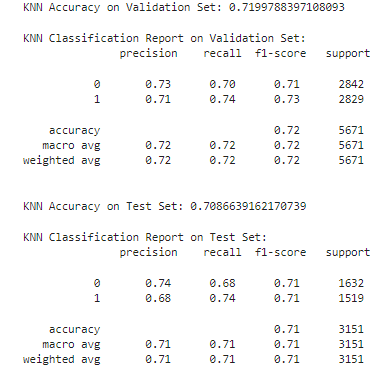 KNN Accuracy on Validation Set: 0.7199788397108093
KNN Classification Report on Validation Set:
precision recall f1-score support
0 0.73 0.70 0.71 2842
1 0.71 0.74 0.73 2829
accuracy 0.72 5671
macro avg 0.72 0.72 0.72 5671
weighted avg 0.72 0.72 0.72 5671
KNN Accuracy on Test Set: 0.7086639162170739
KNN Classification Report on Test Set:
precision recall f1-score support
0 0.74 0.68 0.71 1632
1 0.68 0.74 0.71 1519
accuracy 0.71 3151
macro avg 0.71 0.71 0.71 3151
weighted avg 0.71 0.71 0.71 3151